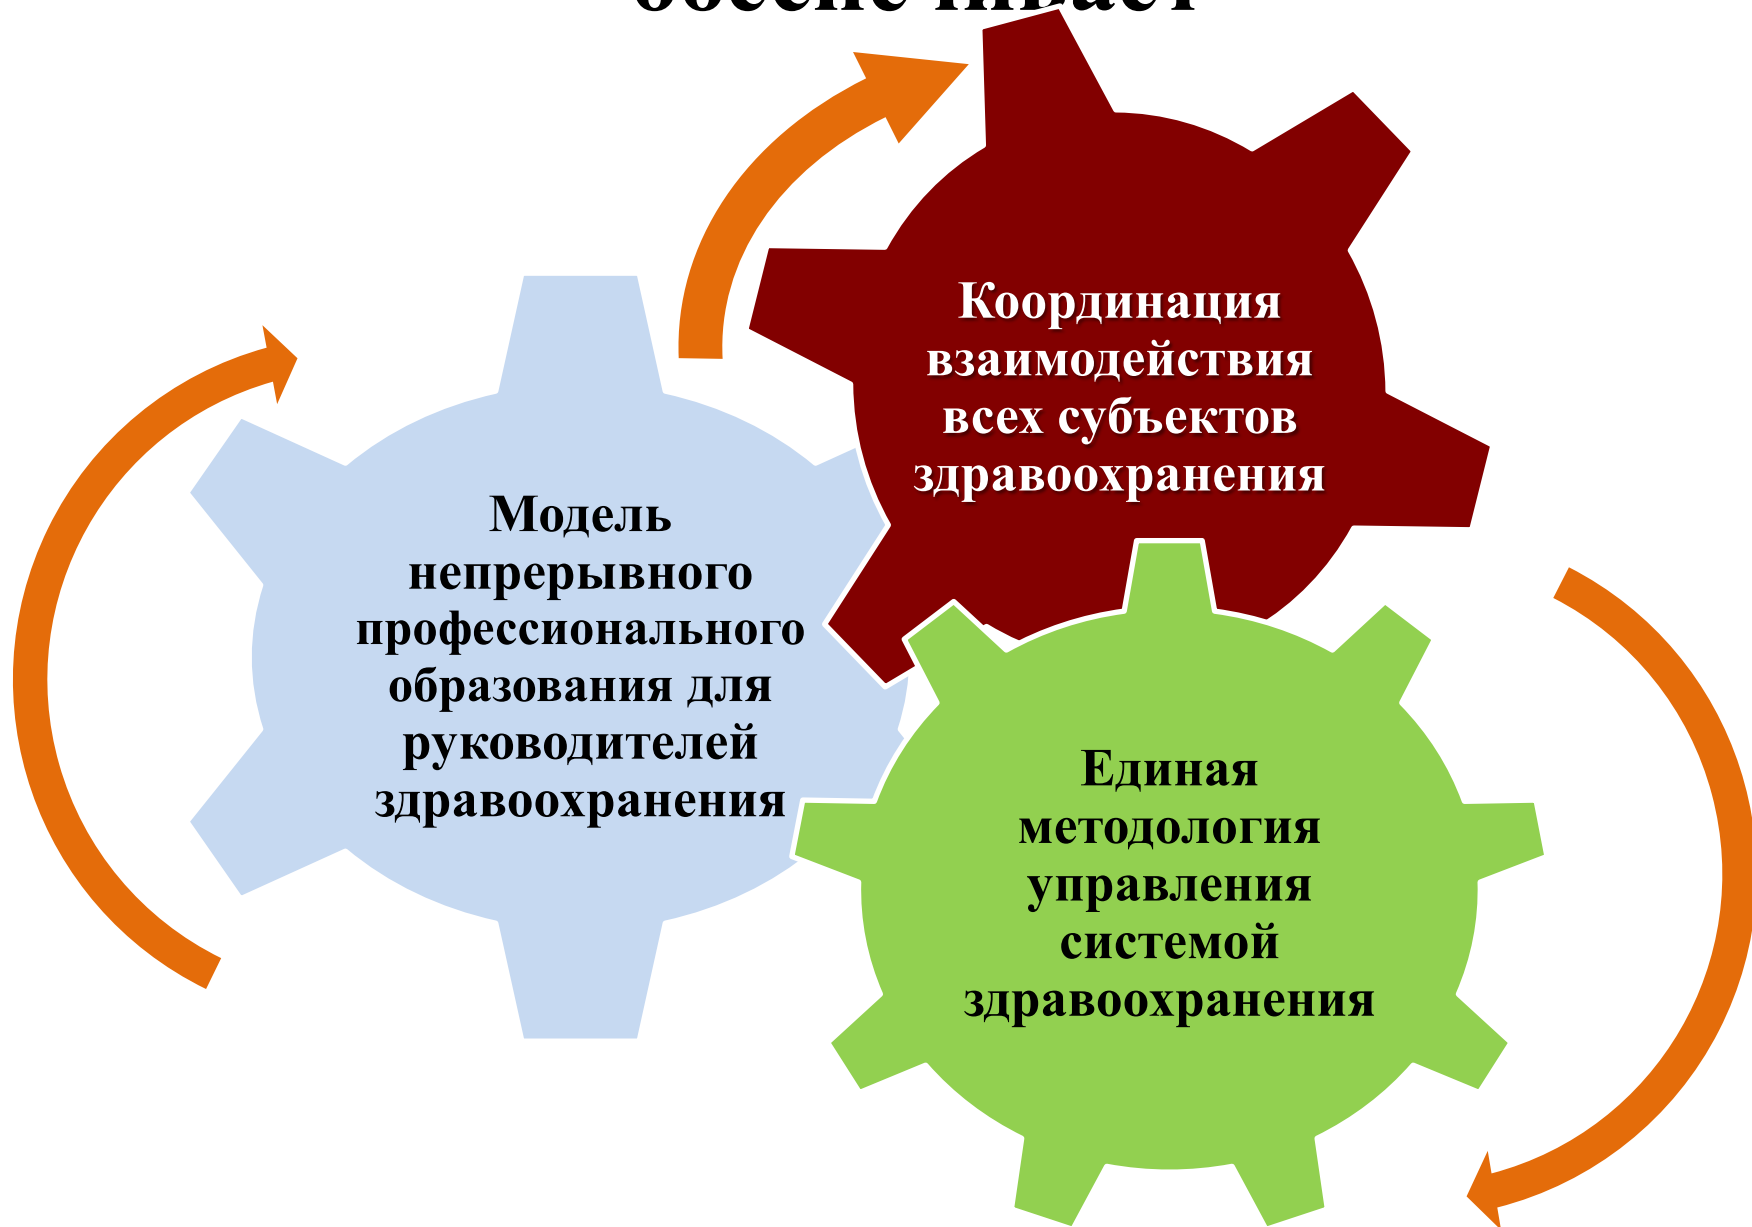 Координация
взаимодействия
всех субъектов
здравоохранения
Модель
непрерывного
профессионального
образования для
руководителей
здравоохранения
Единая
методология
управления
системой
здравоохранения